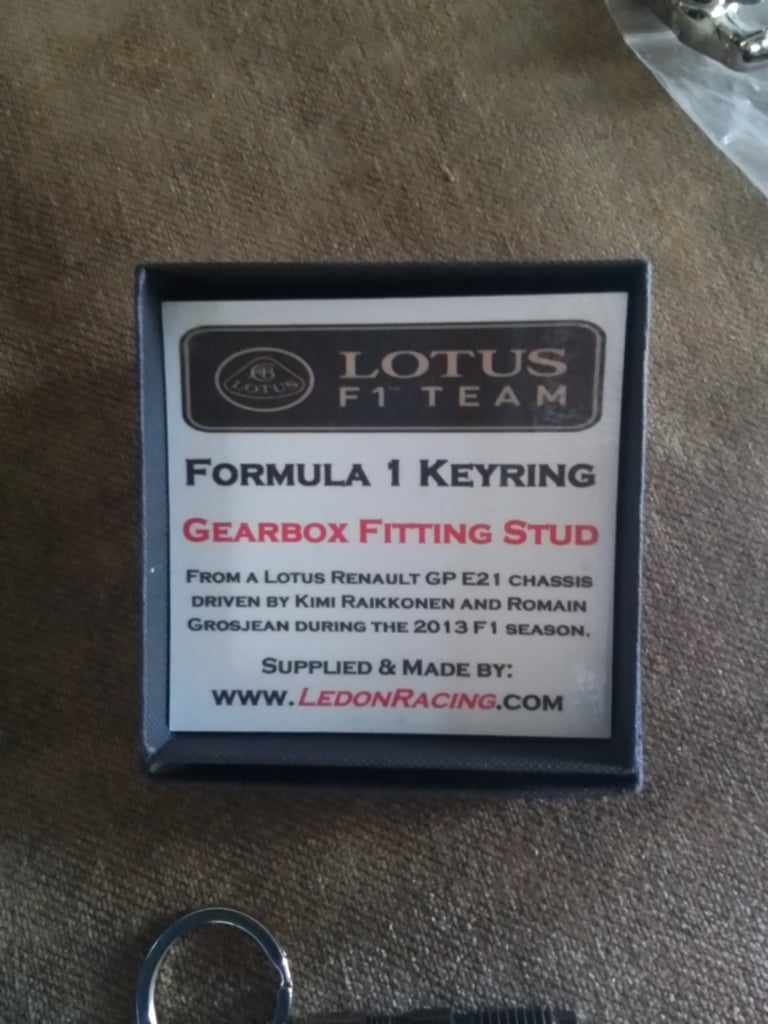 LOTUS
LOTUS
F1™ TEAM
FORMULA 1 KEYRING
GEARBOX FITTING STUD
FROM A LOTUS RENAULT GP E21 CHASSIS
DRIVEN BY KIMI RAIKKONEN AND ROMAIN
GROSJEAN DURING THE 2013 F1 SEASON.
SUPPLIED & MADE BY:
WWW.LEDONRACING.COM